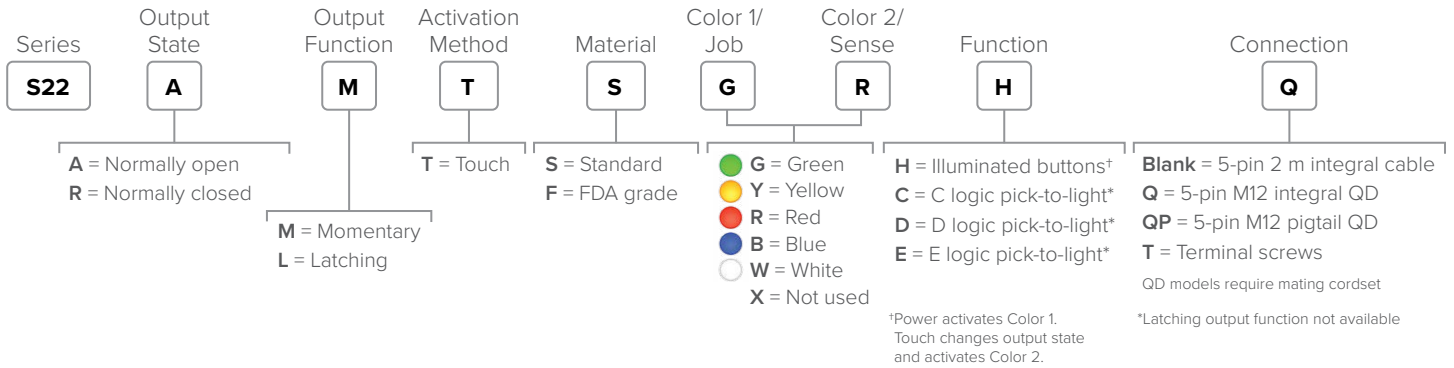 Series
Output
State
Output
Function
Activation
Method
Material
Color 1/
Job
Color 2/
Sense
Function
Connection
S22
A
M
T
S
G
R
H
Q
A = Normally open
R = Normally closed
M = Momentary
L = Latching
T = Touch
S = Standard
F = FDA grade
G = Green
Y = Yellow
R = Red
B = Blue
W = White
X = Not used
H = Illuminated buttons†
C = C logic pick-to-light*
D = D logic pick-to-light*
E = E logic pick-to-light*
†Power activates Color 1.
Touch changes output state
and activates Color 2.
Blank = 5-pin 2 m integral cable
Q = 5-pin M12 integral QD
QP = 5-pin M12 pigtail QD
T = Terminal screws
QD models require mating cordset
*Latching output function not available